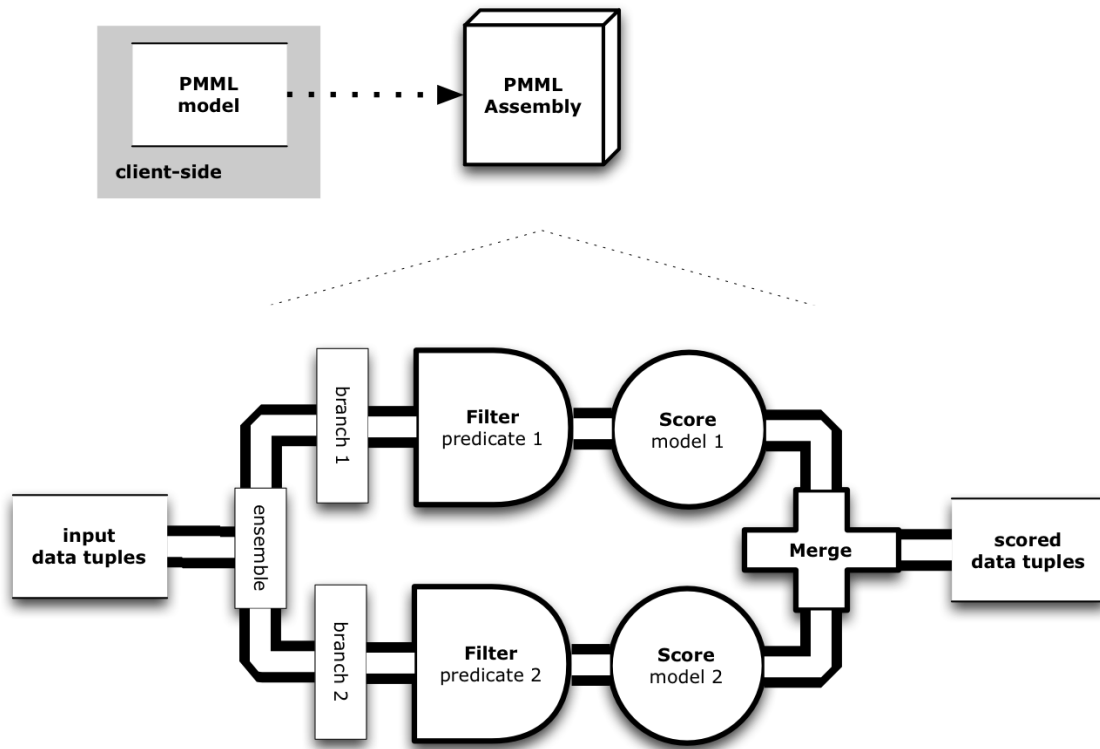 PMML
model
client-side
PMML
Assembly
branch 1
Filter
predicate 1
Score
model 1
input
data tuples
ensemble
Merge
scored
data tuples
branch 2
Filter
predicate 2
Score
model 2